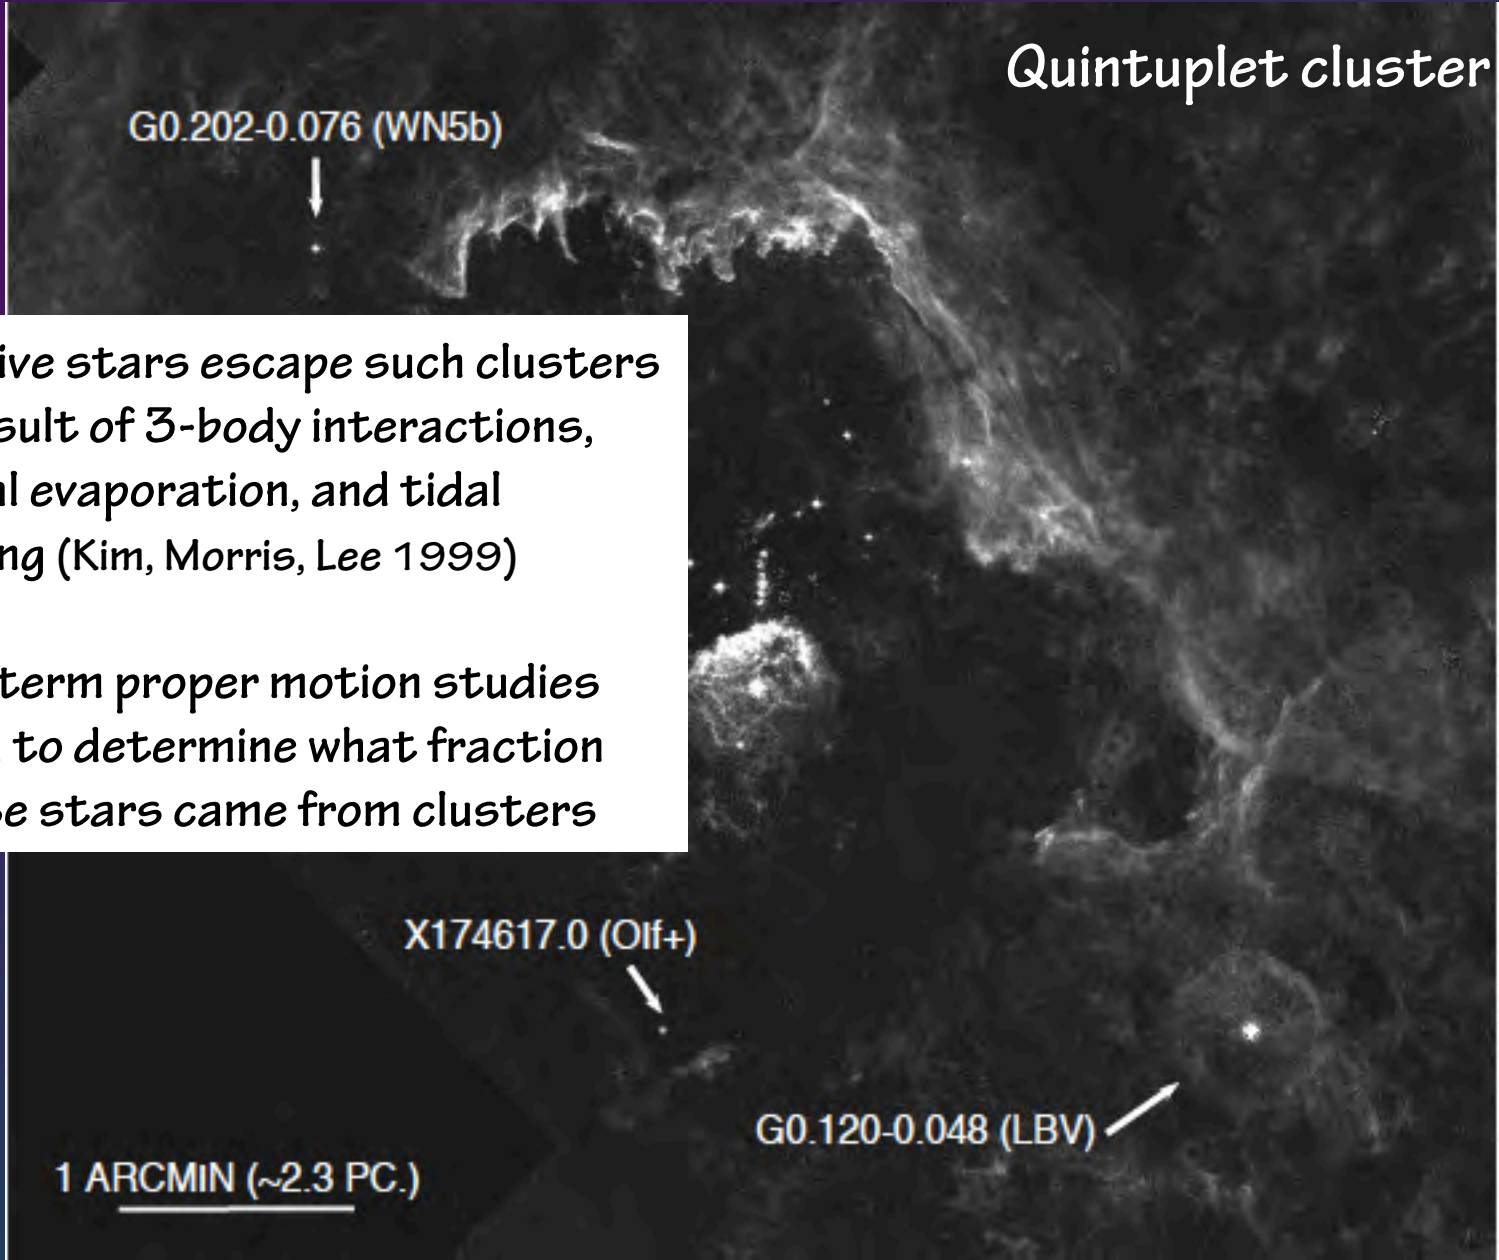 Quintuplet cluster
G0.202-0.076 (WN5b)
ive stars escape such clusters
sult of 3-body interactions,
l evaporation, and tidal
ng (Kim, Morris, Lee 1999)
term proper motion studies
to determine what fraction
e stars came from clusters
X174617.0 (OIf+)
G0.120-0.048 (LBV)
1 ARCMIN (~2.3 PC.)